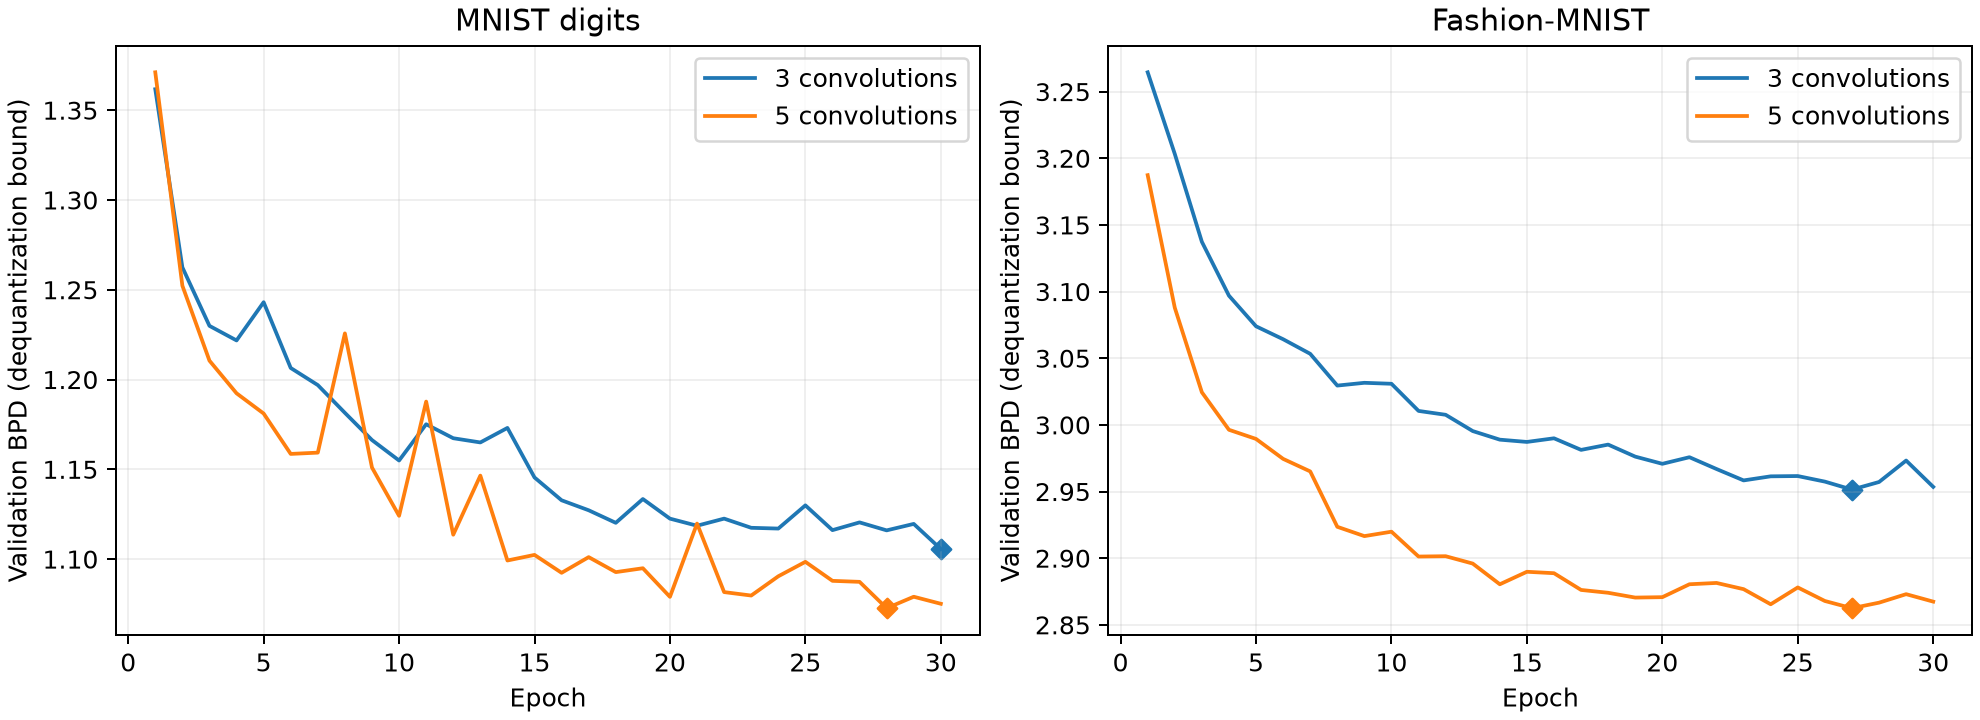 MNIST digits
Validation BPD (dequantization bound)
1.35
1.30
1.25
1.20
1.15
1.10
3 convolutions
5 convolutions
0 5 10 15 20 25 30
Epoch
Fashion-MNIST
Validation BPD (dequantization bound)
3.25
3.20
3.15
3.10
3.05
3.00
2.95
2.90
2.85
3 convolutions
5 convolutions
0 5 10 15 20 25 30
Epoch